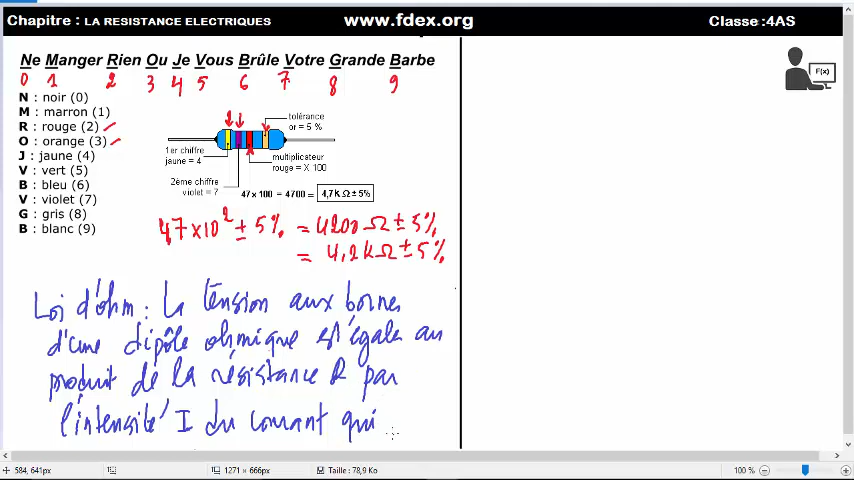 Chapitre : LA RESISTANCE ELECTRIQUES
www.fdex.org
Classe :4AS
Ne Manger Rien Ou Je Vous Brûle Votre Grande Barbe
0 1 2 3 4 5 6 7 8 9
N : noir (0)
M : marron (1)
R : rouge (2)
O : orange (3)
J : jaune (4)
V : vert (5)
B : bleu (6)
V : violet (7)
G : gris (8)
B : blanc (9)
F(x)
tolérance
or = 5 %
1er chiffre
jaune = 4
multiplicateur
rouge = X 100
2ème chiffre
violet = 7
47 x 100 = 4700 = 4,7 k Ω ± 5%
47 x 10² ± 5% = 4200 Ω ± 5%
= 4,2 kΩ ± 5%
Loi d'ohm : La tension aux bornes
d'une dipôle ohmique est égale au
produit de la résistance R par
l'intensité I du courant qui
584, 641px
1271 × 666px
Taille : 78,9 Ko
100 %